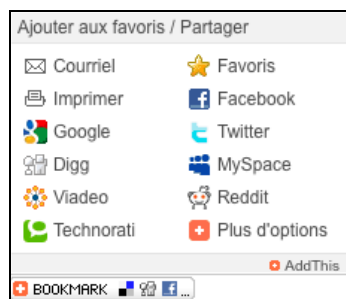 Ajouter aux favoris / Partager
Courriel Favoris
Imprimer Facebook
Google Twitter
Digg MySpace
Viadeo Reddit
Technorati Plus d'options
AddThis
BOOKMARK ...